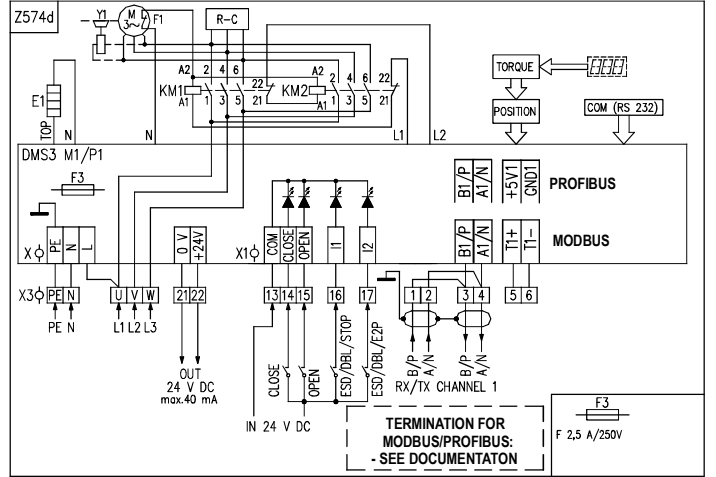 Z574d
Y1
M
3~
F1
R-C
A2 2 4 6 22
KM1
A1 1 3 5 21
A2 2 4 6 22
KM2
A1 1 3 5 21
TORQUE
POSITION
COM (RS 232)
E1
TOP
N
N
L1
L2
DMS3 M1/P1
F3
X
PE
N
L
0 V
+24V
X1
COM
CLOSE
OPEN
I1
I2
B1/P
A1/N
+5V1
GND1
PROFIBUS
B1/P
A1/N
T1+
T1-
MODBUS
X3
PE N
U V W
21 22
13 14 15
16
17
1 2
3 4
5 6
PE N
L1 L2 L3
OUT
24 V DC
max.40 mA
CLOSE
OPEN
ESD/DBL/STOP
ESD/DBL/E2P
IN 24 V DC
B/P
A/N
B/P
A/N
RX/TX CHANNEL 1
TERMINATION FOR
MODBUS/PROFIBUS:
- SEE DOCUMENTATON
F3
F 2,5 A/250V